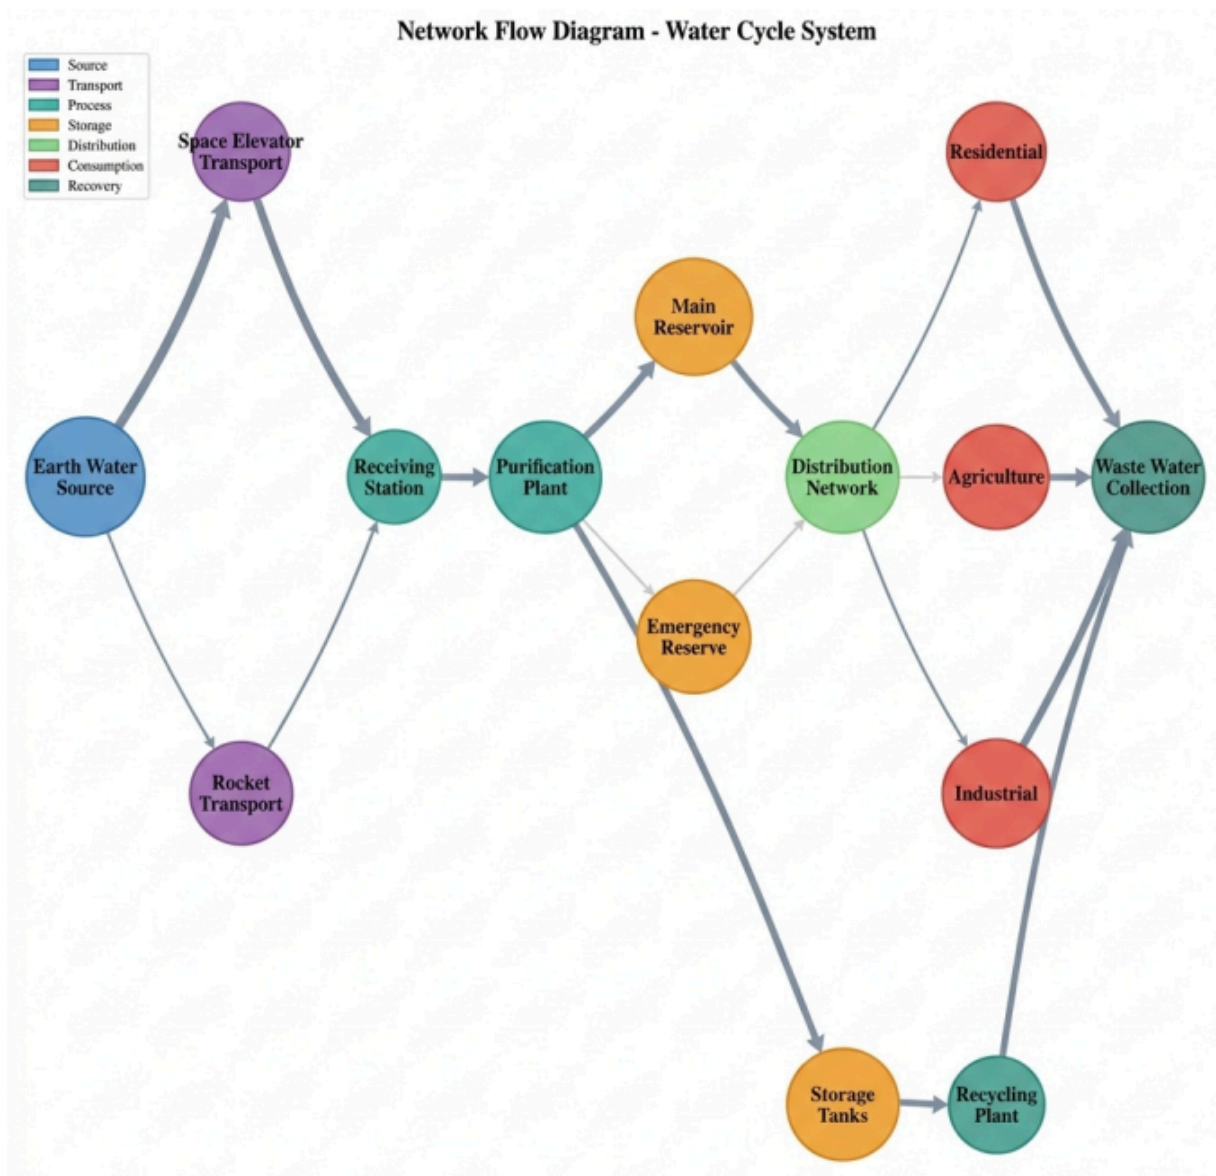 Network Flow Diagram - Water Cycle System
Source
Transport
Process
Storage
Distribution
Consumption
Recovery
Space Elevator
Transport
Residential
Main
Reservoir
Earth Water
Source
Receiving
Station
Purification
Plant
Distribution
Network
Agriculture
Waste Water
Collection
Emergency
Reserve
Rocket
Transport
Industrial
Storage
Tanks
Recycling
Plant